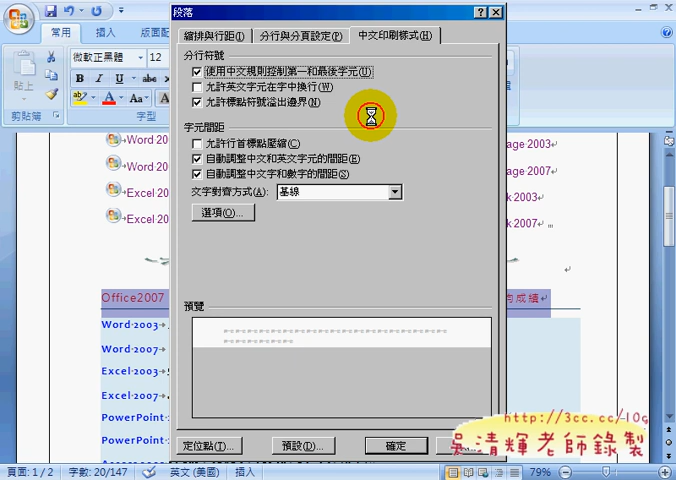 段落
常用 插入 版面配
縮排與行距(I) 分行與分頁設定(P) 中文印刷樣式(H)
微軟正黑體 12
貼上
剪貼簿
字型
分行符號
使用中文規則控制第一和最後字元(U)
允許英文字元在字中換行(W)
允許標點符號溢出邊界(N)
字元間距
允許行首標點壓縮(C)
自動調整中文和英文字元的間距(E)
自動調整中文字和數字的間距(S)
文字對齊方式(A): 基線
選項(O)...
預覽
定位點(T)... 預設(D)... 確定
Word 20
Word 20
Excel 20
Excel 20
age 2003
age 2007
k 2003
k 2007
Office2007
均成績
Word 2003
Word 2007
Excel 2003
Excel 2007
PowerPoint
PowerPoint
http://3cc.cc/10g
吳清輝老師錄製
頁面: 1 / 2 字數: 20/147 英文 (美國) 插入 79%